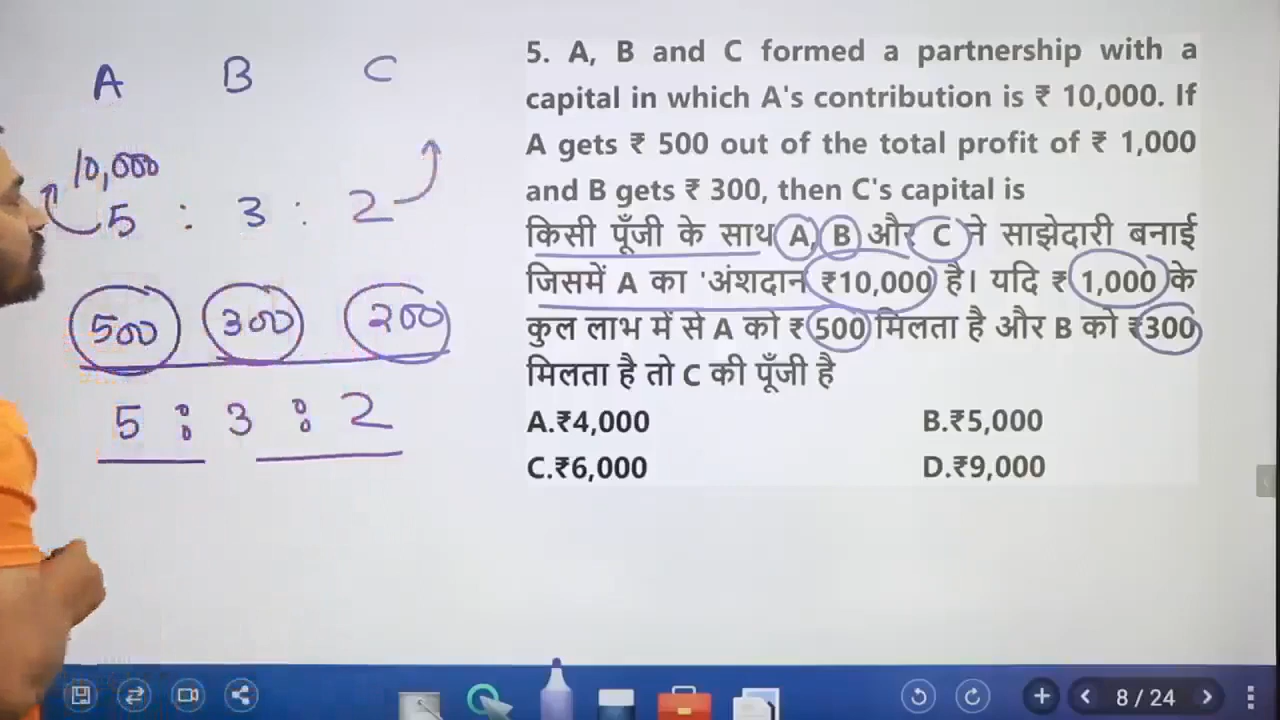 A B C
10,000
5 : 3 : 2
500 300 200
5 : 3 : 2
5. A, B and C formed a partnership with a
capital in which A's contribution is ₹ 10,000. If
A gets ₹ 500 out of the total profit of ₹ 1,000
and B gets ₹ 300, then C's capital is
किसी पूँजी के साथ A, B और C ने साझेदारी बनाई
जिसमें A का 'अंशदान ₹10,000 है। यदि ₹ 1,000 के
कुल लाभ में से A को ₹ 500 मिलता है और B को ₹300
मिलता है तो C की पूँजी है
A.₹4,000 B.₹5,000
C.₹6,000 D.₹9,000
8 / 24